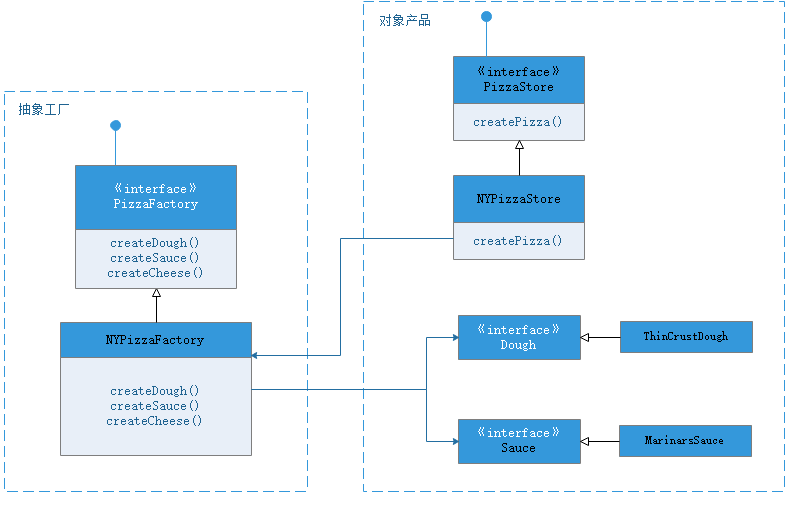 对象产品
《interface》
PizzaStore
createPizza()
NYPizzaStore
createPizza()
抽象工厂
《interface》
PizzaFactory
createDough()
createSauce()
createCheese()
NYPizzaFactory
createDough()
createSauce()
createCheese()
《interface》
Dough
ThinCrustDough
《interface》
Sauce
MarinarsSauce